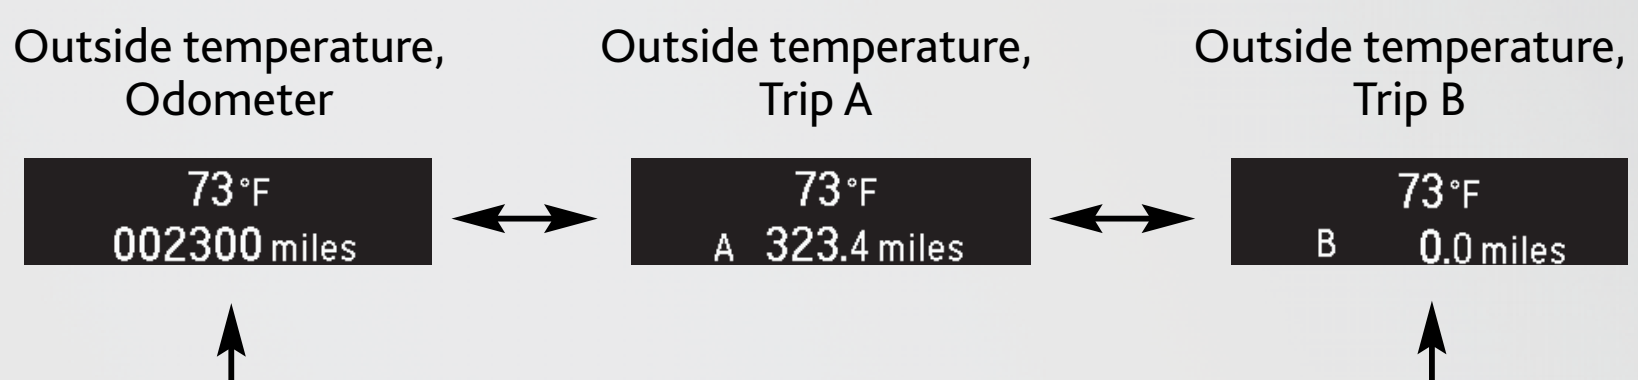 Outside temperature,
Odometer
73°F
002300 miles
Outside temperature,
Trip A
73°F
A 323.4 miles
Outside temperature,
Trip B
73°F
B 0.0 miles